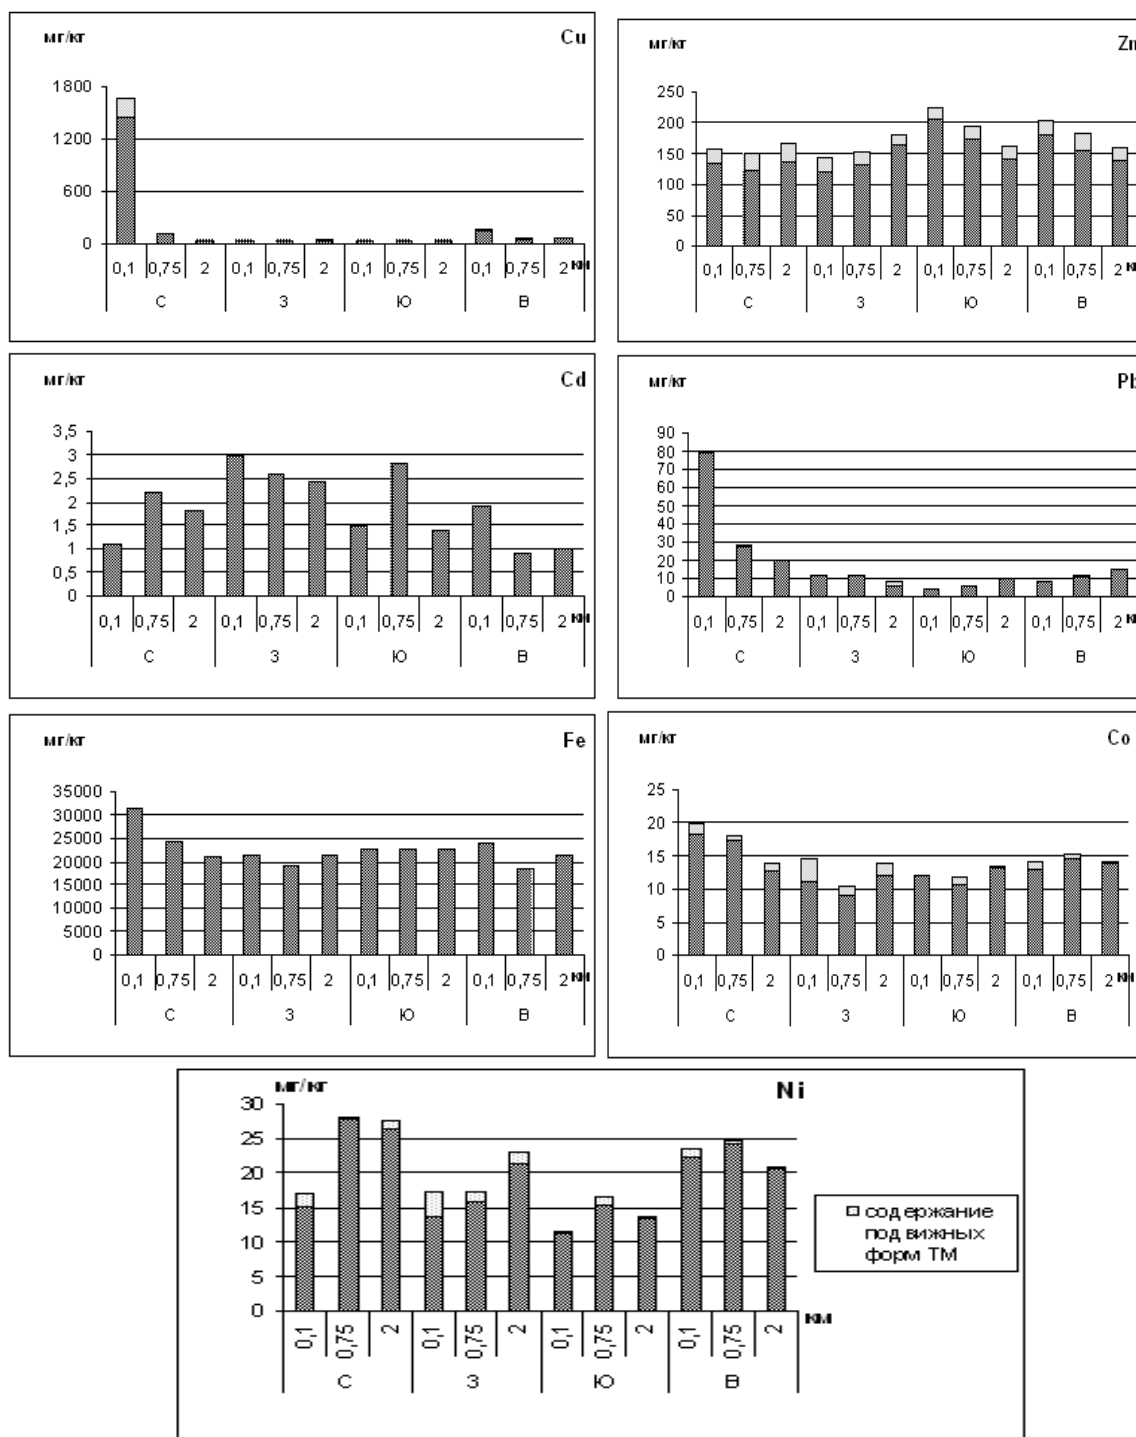 мг/кг Cu
1800
1200
600
0
0,1 0,75 2 0,1 0,75 2 0,1 0,75 2 0,1 0,75 2 км
С З Ю В
мг/кг Zn
250
200
150
100
50
0
0,1 0,75 2 0,1 0,75 2 0,1 0,75 2 0,1 0,75 2 к
С З Ю В
мг/кг Cd
3,5
3
2,5
2
1,5
1
0,5
0
0,1 0,75 2 0,1 0,75 2 0,1 0,75 2 0,1 0,75 2 км
С З Ю В
мг/кг Pb
90
80
70
60
50
40
30
20
10
0
0,1 0,75 2 0,1 0,75 2 0,1 0,75 2 0,1 0,75 2 к
С З Ю В
мг/кг Fe
35000
30000
25000
20000
15000
10000
5000
0
0,1 0,75 2 0,1 0,75 2 0,1 0,75 2 0,1 0,75 2 км
С З Ю В
мг/кг Co
25
20
15
10
5
0
0,1 0,75 2 0,1 0,75 2 0,1 0,75 2 0,1 0,75 2 км
С З Ю В
мг/кг Ni
30
25
20
15
10
5
0
0,1 0,75 2 0,1 0,75 2 0,1 0,75 2 0,1 0,75 2 км
С З Ю В
содержание
подвижных
форм ТМ